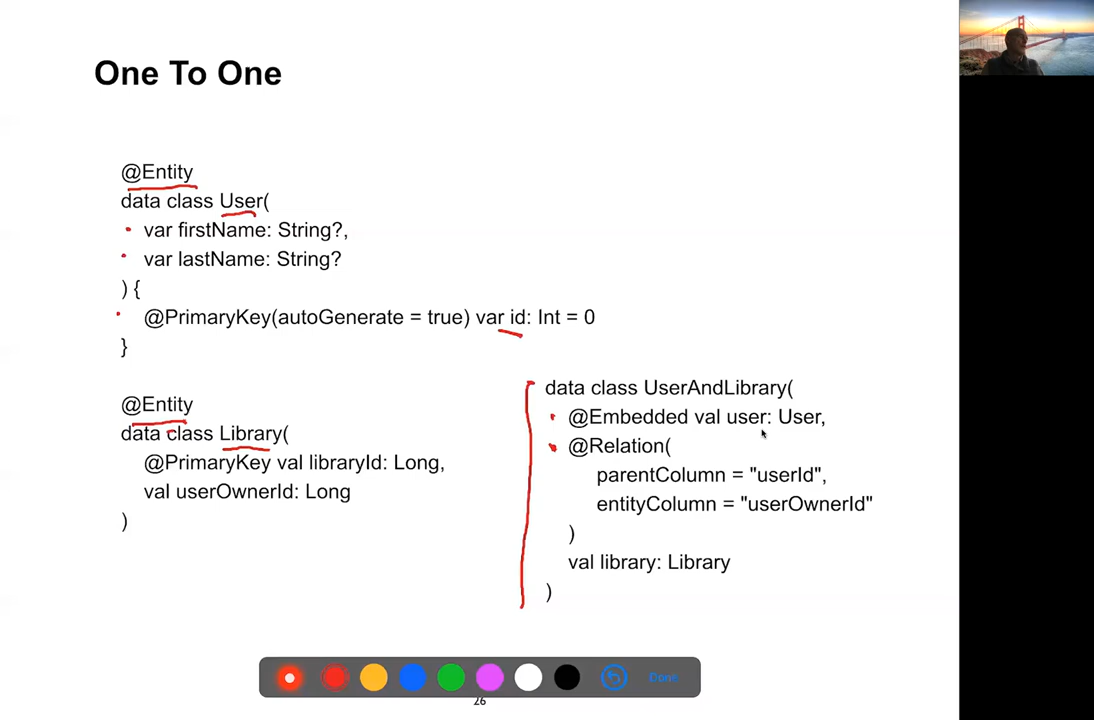 One To One
@Entity
data class User(
var firstName: String?,
var lastName: String?
) {
@PrimaryKey(autoGenerate = true) var id: Int = 0
}
@Entity
data class Library(
@PrimaryKey val libraryId: Long,
val userOwnerId: Long
)
data class UserAndLibrary(
@Embedded val user: User,
@Relation(
parentColumn = "userId",
entityColumn = "userOwnerId"
)
val library: Library
)
Done
26